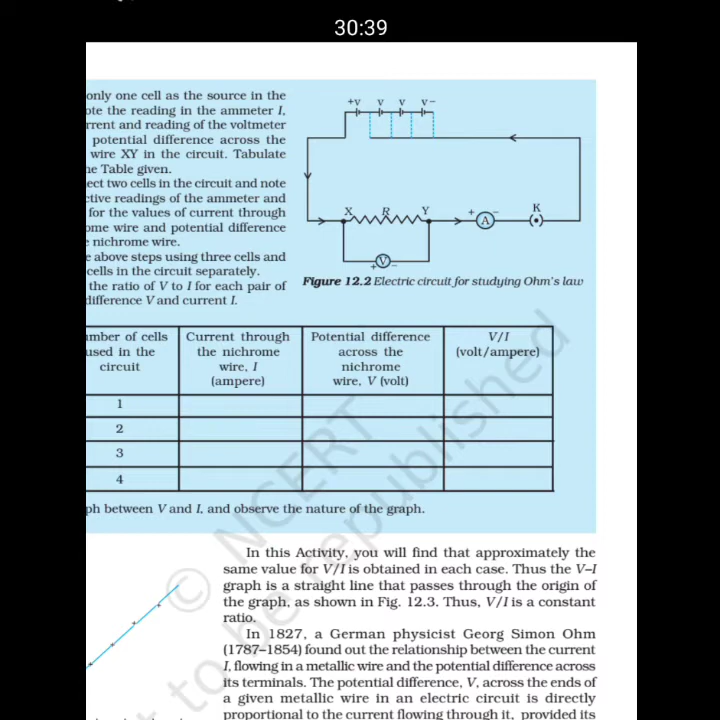 30:39
only one cell as the source in the
ote the reading in the ammeter I,
rrent and reading of the voltmeter
potential difference across the
wire XY in the circuit. Tabulate
he Table given.
ect two cells in the circuit and note
ctive readings of the ammeter and
for the values of current through
ome wire and potential difference
e nichrome wire.
e above steps using three cells and
cells in the circuit separately.
the ratio of V to I for each pair of
difference V and current I.
+v v v v −
X R Y + A − K
+ V −
Figure 12.2 Electric circuit for studying Ohm's law
umber of cells
used in the
circuit
Current through
the nichrome
wire, I
(ampere)
Potential difference
across the
nichrome
wire, V (volt)
V/I
(volt/ampere)
1
2
3
4
ph between V and I, and observe the nature of the graph.
© NCERT
t to be republished
In this Activity, you will find that approximately the
same value for V/I is obtained in each case. Thus the V–I
graph is a straight line that passes through the origin of
the graph, as shown in Fig. 12.3. Thus, V/I is a constant
ratio.
In 1827, a German physicist Georg Simon Ohm
(1787–1854) found out the relationship between the current
I, flowing in a metallic wire and the potential difference across
its terminals. The potential difference, V, across the ends of
a given metallic wire in an electric circuit is directly
proportional to the current flowing through it, provided its